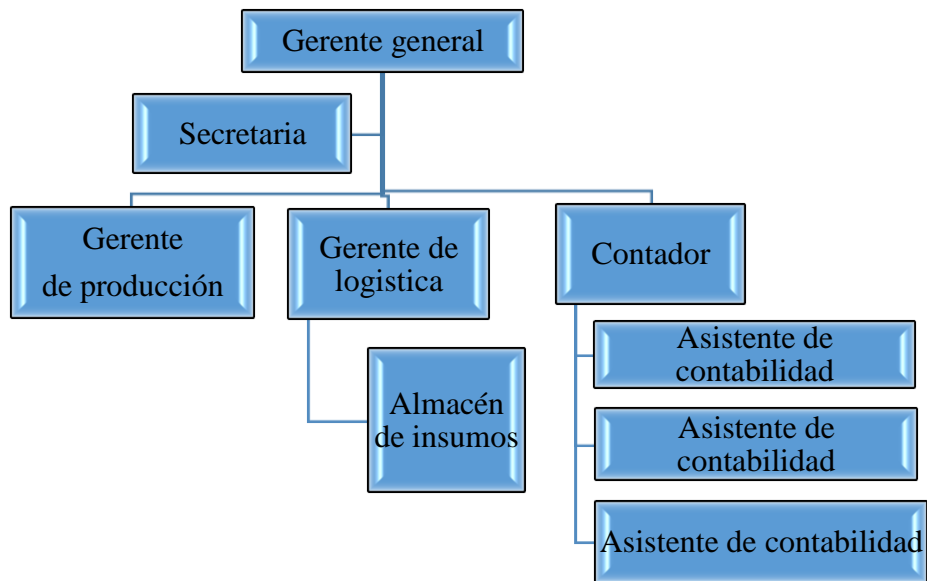 Gerente general
Secretaria
Gerente
de producción
Gerente de
logistica
Contador
Almacén
de insumos
Asistente de
contabilidad
Asistente de
contabilidad
Asistente de contabilidad